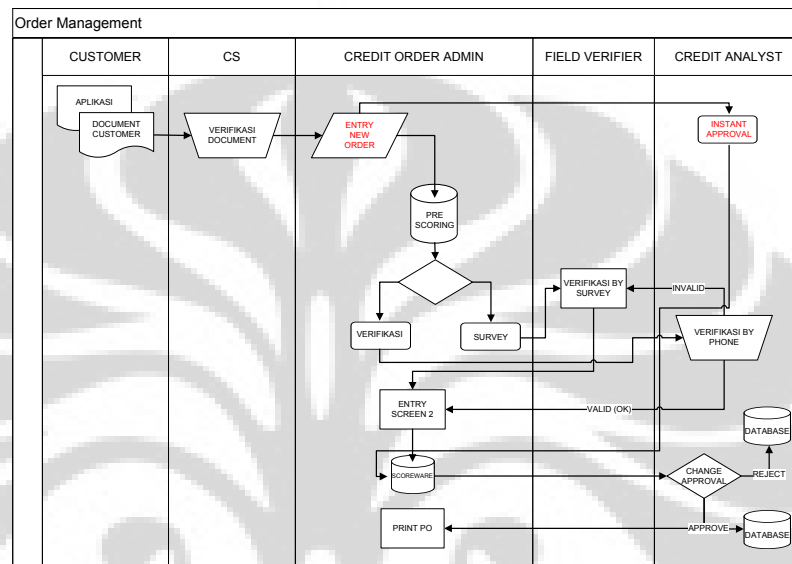 Order Management
CUSTOMER
CS
CREDIT ORDER ADMIN
FIELD VERIFIER
CREDIT ANALYST
APLIKASI
DOCUMENT
CUSTOMER
VERIFIKASI
DOCUMENT
ENTRY
NEW
ORDER
INSTANT
APPROVAL
PRE
SCORING
VERIFIKASI BY
SURVEY
INVALID
VERIFIKASI
SURVEY
VERIFIKASI BY
PHONE
ENTRY
SCREEN 2
VALID (OK)
DATABASE
SCOREWARE
CHANGE
APPROVAL
REJECT
PRINT PO
APPROVE
DATABASE